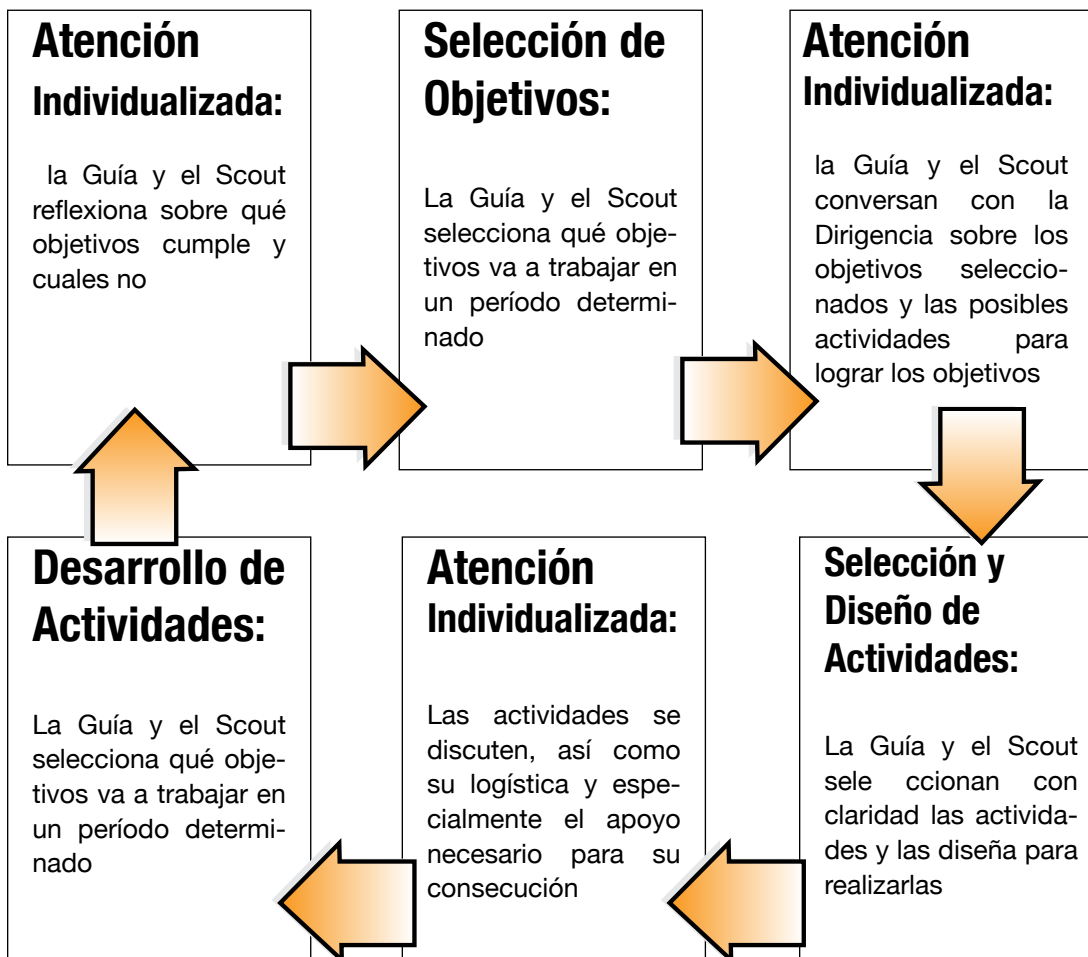 Atención
Individualizada:
la Guía y el Scout
reflexiona sobre qué
objetivos cumple y
cuales no
Selección de
Objetivos:
La Guía y el Scout
selecciona qué obje-
tivos va a trabajar en
un período determi-
nado
Atención
Individualizada:
la Guía y el Scout
conversan con la
Dirigencia sobre los
objetivos seleccio-
nados y las posibles
actividades para
lograr los objetivos
Selección y
Diseño de
Actividades:
La Guía y el Scout
sele ccionan con
claridad las activida-
des y las diseña para
realizarlas
Atención
Individualizada:
Las actividades se
discuten, así como
su logística y espe-
cialmente el apoyo
necesario para su
consecución
Desarrollo de
Actividades:
La Guía y el Scout
selecciona qué obje-
tivos va a trabajar en
un período determi-
nado